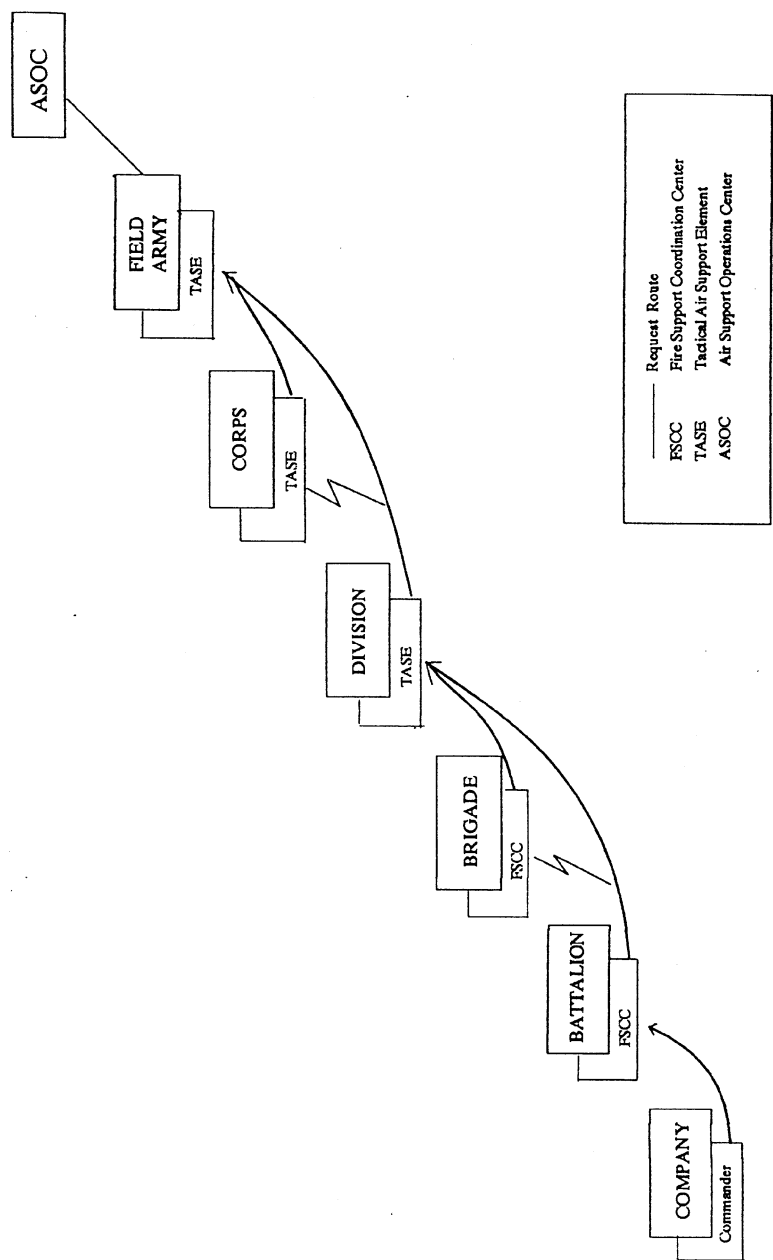 ASOC
FIELD
ARMY
TASE
CORPS
TASE
DIVISION
TASE
BRIGADE
FSCC
BATTALION
FSCC
COMPANY
Commander
Request Route
FSCC Fire Support Coordination Center
TASE Tactical Air Support Element
ASOC Air Support Operations Center